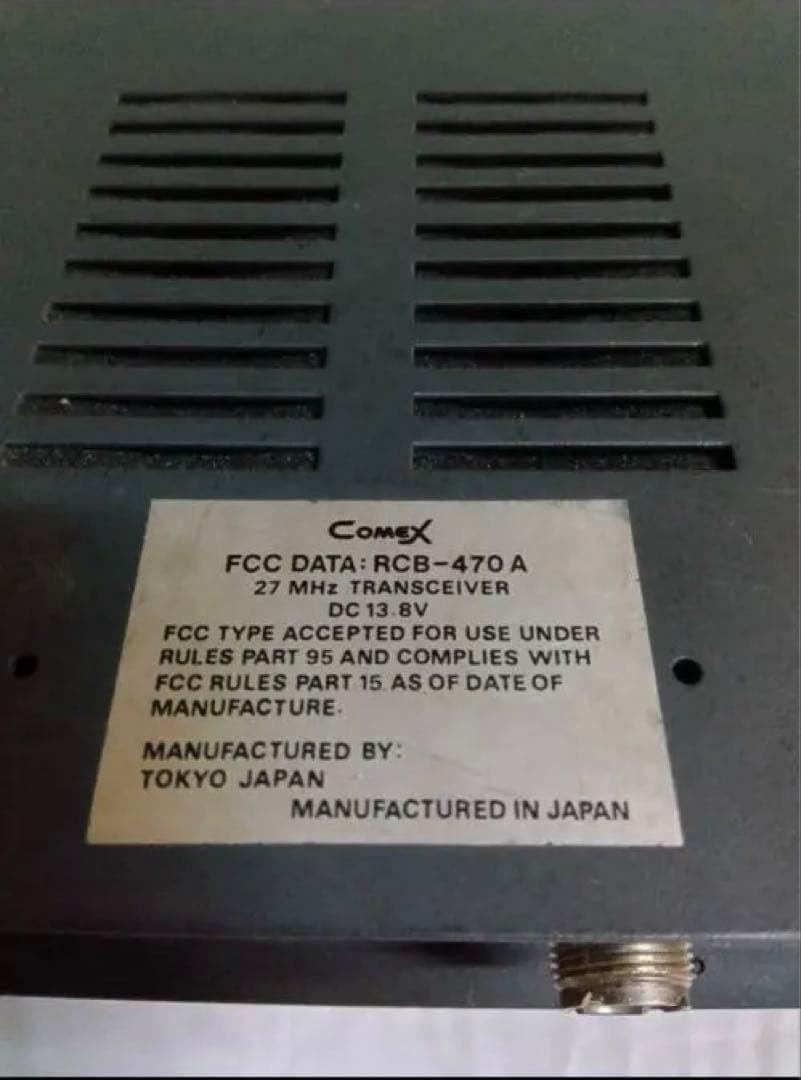 COMEX
FCC DATA: RCB-470 A
27 MHz TRANSCEIVER
DC 13.8V
FCC TYPE ACCEPTED FOR USE UNDER
RULES PART 95 AND COMPLIES WITH
FCC RULES PART 15. AS OF DATE OF
MANUFACTURE.
MANUFACTURED BY:
TOKYO JAPAN
MANUFACTURED IN JAPAN